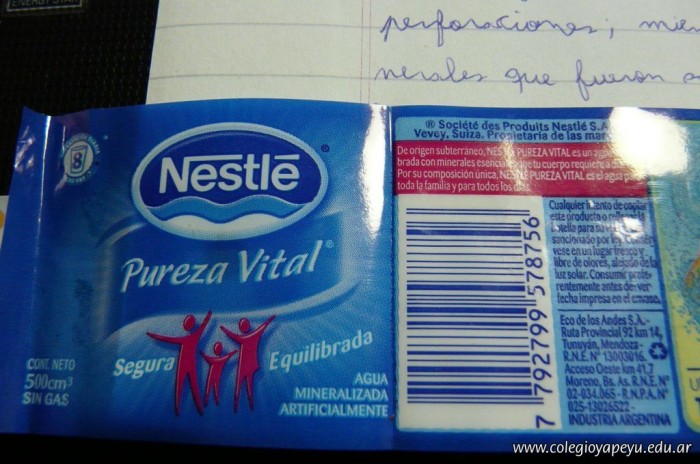 ENERGY STAR
perforaciones; mien
nerales que fueron a
8
Nestlé
Pureza Vital®
Segura
Equilibrada
CONT. NETO
500cm³
SIN GAS
AGUA
MINERALIZADA
ARTIFICIALMENTE
® Société des Produits Nestlé S.A.
Vevey, Suiza. Propietaria de las mar
De origen subterráneo, NESTLÉ PUREZA VITAL es un agua
brada con minerales esenciales que tu cuerpo requiere a
Por su composición única, NESTLÉ PUREZA VITAL es el agua
toda la familia y para todos los días.
7 792799 578756
Cualquier intento de copiar
este producto o rellenar la
botella para su
sancionado por ley.
vese en un lugar fresco y
libre de olores, alejado de la
luz solar. Consumir
rentemente antes de
fecha impresa en el envase.
Eco de los Andes S.A.-
Ruta Provincial 92 km 14,
Tunuyán, Mendoza-
R.N.E. N° 13003016.
Acceso Oeste km 41,7
Moreno, Bs. As. R.N.E. N°
02-034.065 - R.N.P.A. N°
025-13026522-
INDUSTRIA ARGENTINA
www.colegioyapeyu.edu.ar